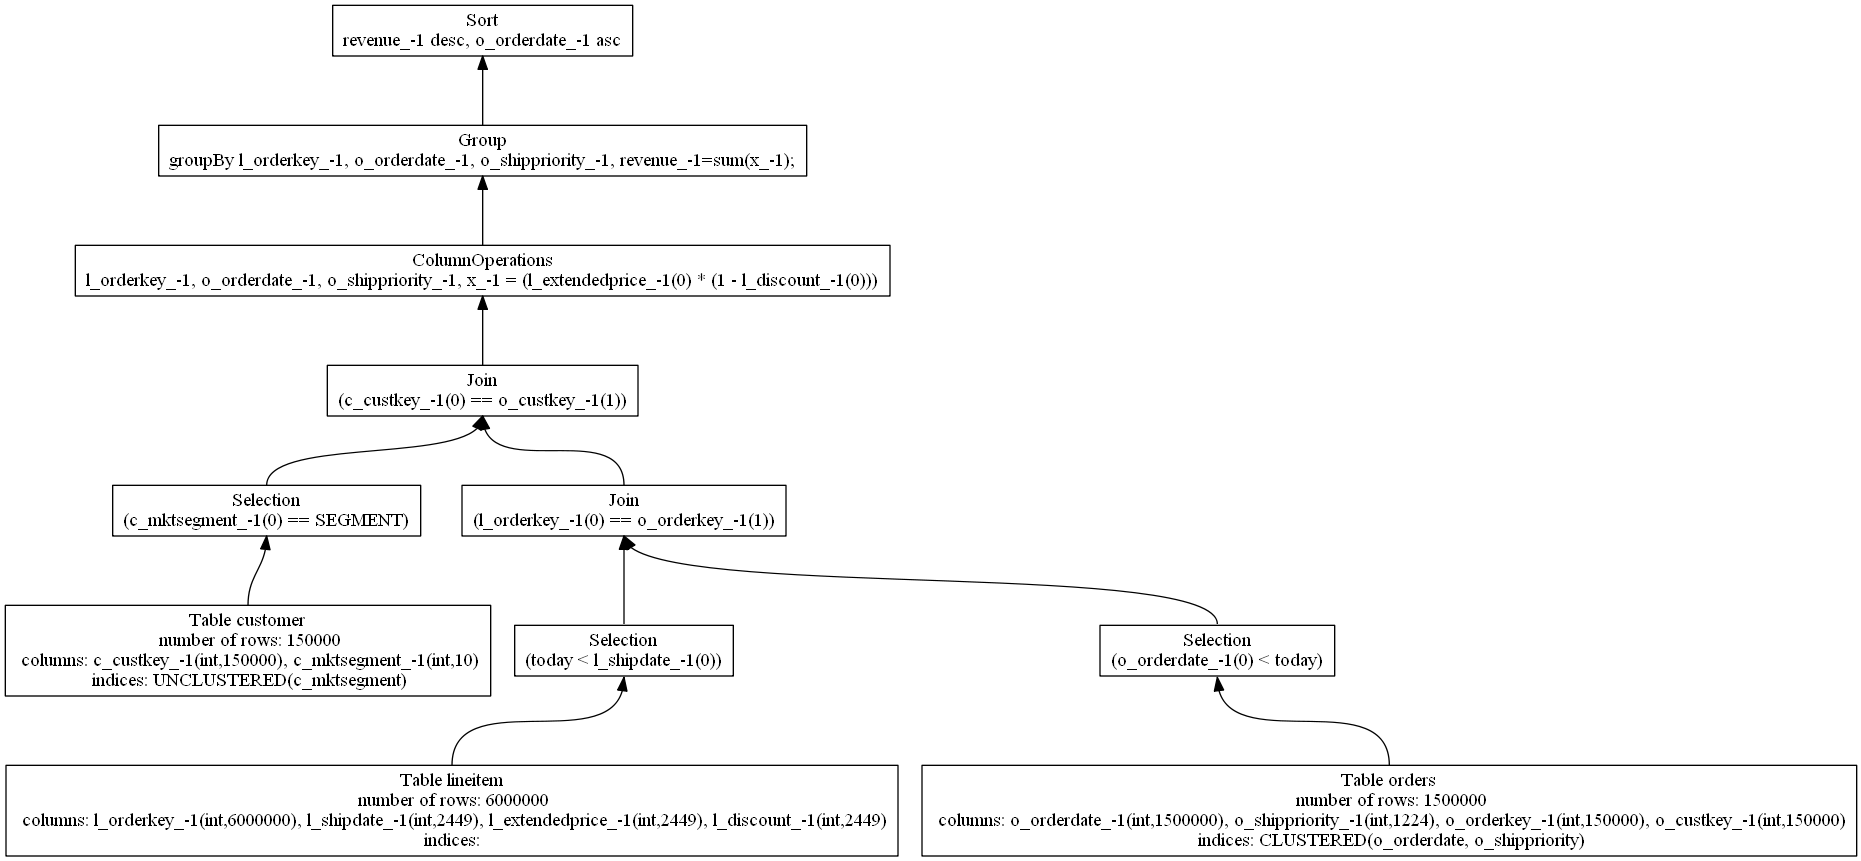 Sort
revenue_-1 desc, o_orderdate_-1 asc
Group
groupBy l_orderkey_-1, o_orderdate_-1, o_shippriority_-1, revenue_-1=sum(x_-1);
ColumnOperations
l_orderkey_-1, o_orderdate_-1, o_shippriority_-1, x_-1 = (l_extendedprice_-1(0) * (1 - l_discount_-1(0)))
Join
(c_custkey_-1(0) == o_custkey_-1(1))
Selection
(c_mktsegment_-1(0) == SEGMENT)
Join
(l_orderkey_-1(0) == o_orderkey_-1(1))
Table customer
number of rows: 150000
columns: c_custkey_-1(int,150000), c_mktsegment_-1(int,10)
indices: UNCLUSTERED(c_mktsegment)
Selection
(today < l_shipdate_-1(0))
Selection
(o_orderdate_-1(0) < today)
Table lineitem
number of rows: 6000000
columns: l_orderkey_-1(int,6000000), l_shipdate_-1(int,2449), l_extendedprice_-1(int,2449), l_discount_-1(int,2449)
indices:
Table orders
number of rows: 1500000
columns: o_orderdate_-1(int,1500000), o_shippriority_-1(int,1224), o_orderkey_-1(int,150000), o_custkey_-1(int,150000)
indices: CLUSTERED(o_orderdate, o_shippriority)